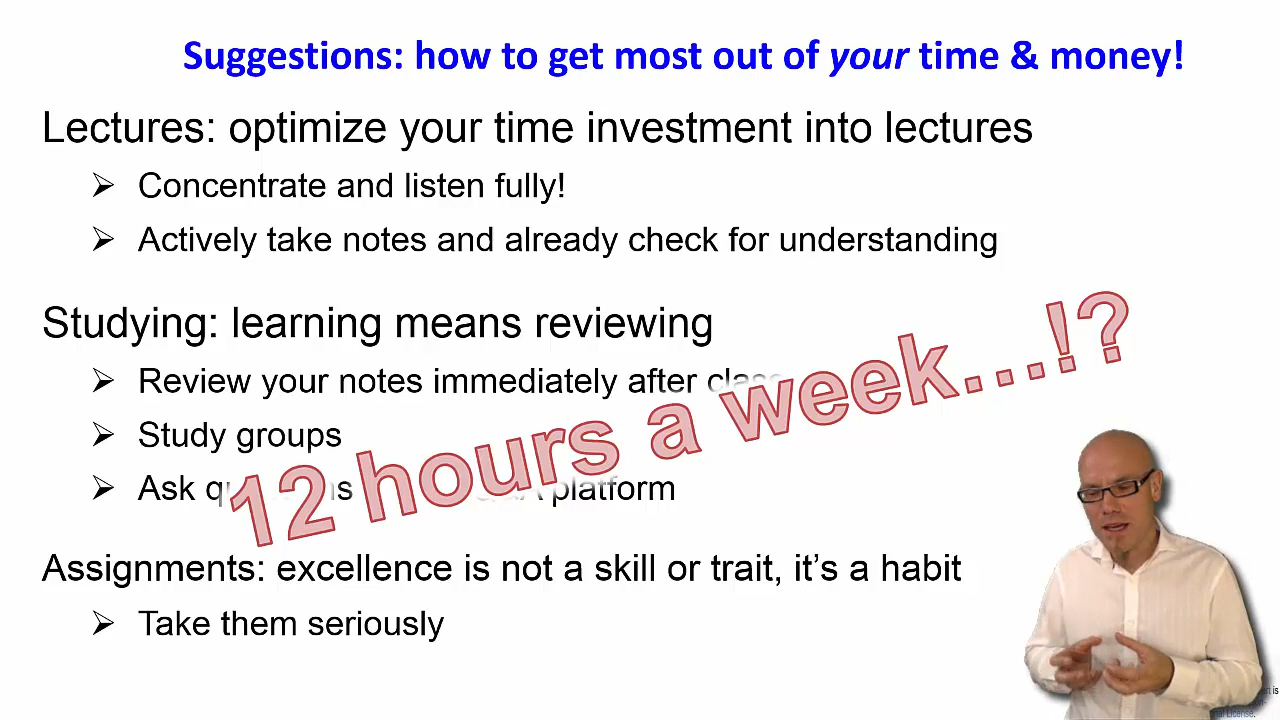 Suggestions: how to get most out of your time & money!
Lectures: optimize your time investment into lectures
➢ Concentrate and listen fully!
➢ Actively take notes and already check for understanding
Studying: learning means reviewing
➢ Review your notes immediately after class
➢ Study groups
➢ Ask platform
12 hours a week...!?
Assignments: excellence is not a skill or trait, it’s a habit
➢ Take them seriously
License.